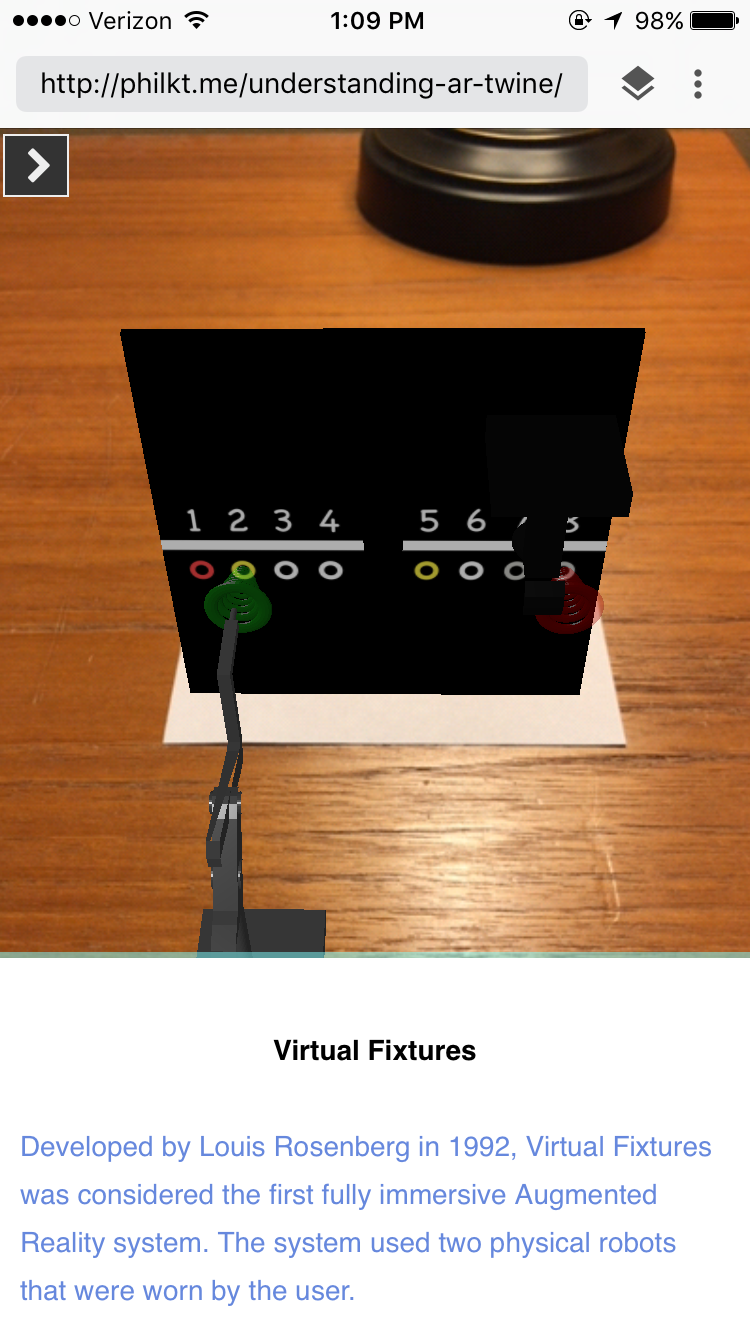 Verizon 1:09 PM 98%
http://philkt.me/understanding-ar-twine/
1 2 3 4 5 6 7 8
Virtual Fixtures
Developed by Louis Rosenberg in 1992, Virtual Fixtures
was considered the first fully immersive Augmented
Reality system. The system used two physical robots
that were worn by the user.